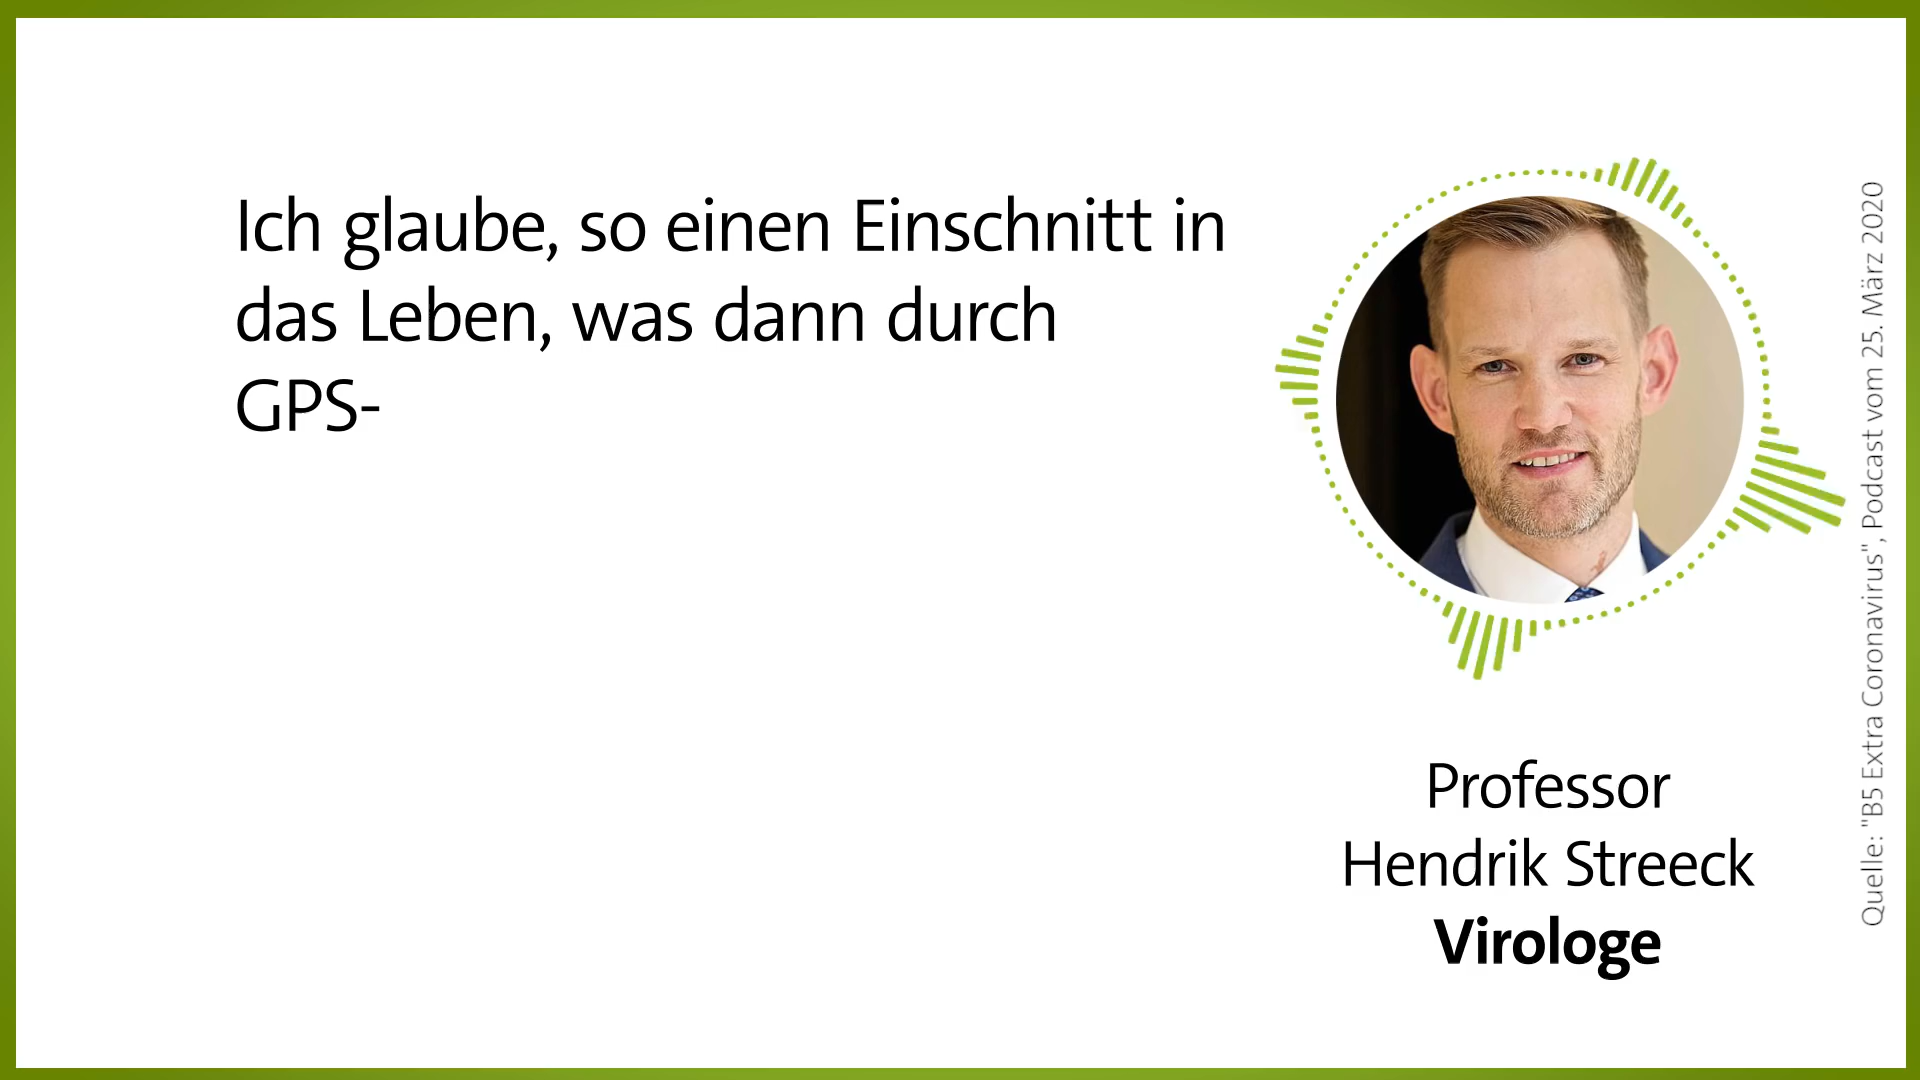 Ich glaube, so einen Einschnitt in
das Leben, was dann durch
GPS-
Professor
Hendrik Streeck
Virologe
Quelle: "B5 Extra Coronavirus", Podcast vom 25. März 2020